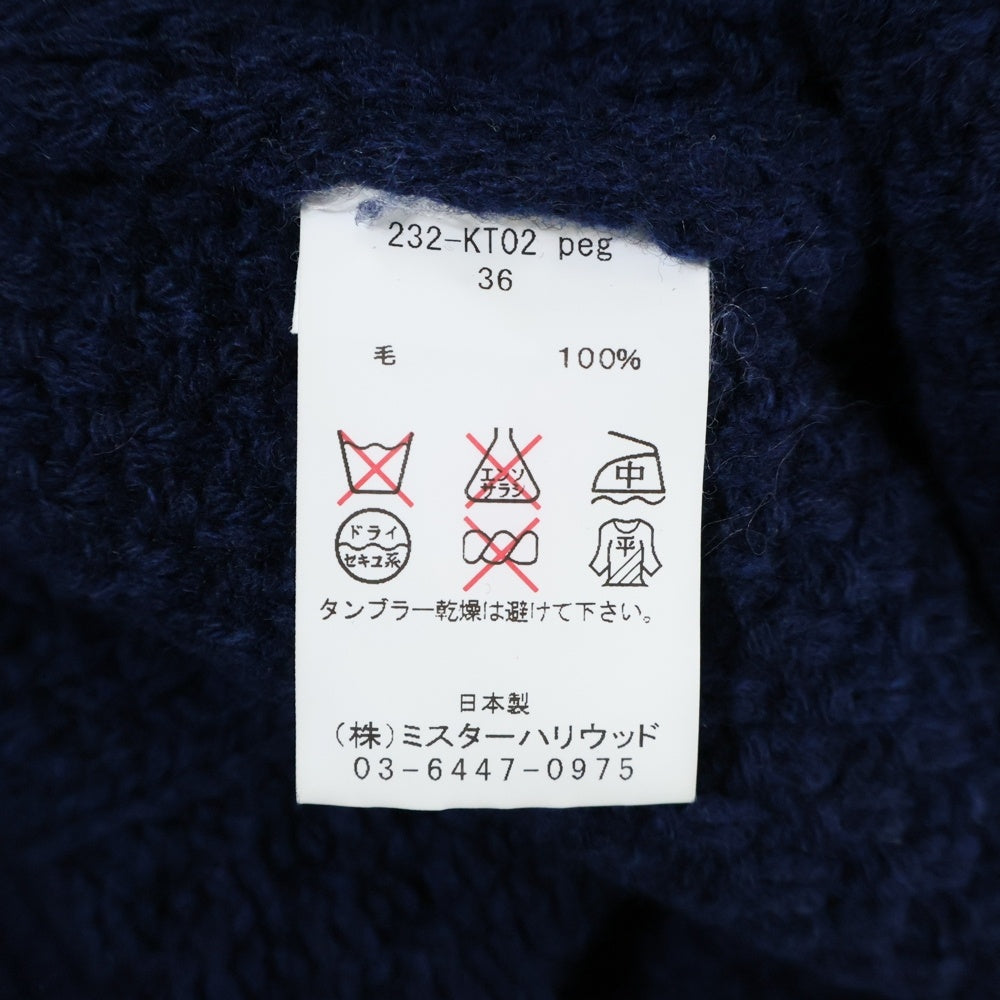 232-KT02 peg
36
毛 100%
エンソ
サラシ
中
ドライ
セキユ系
平
タンブラー乾燥は避けて下さい。
日本製
(株)ミスターハリウッド
03-6447-0975